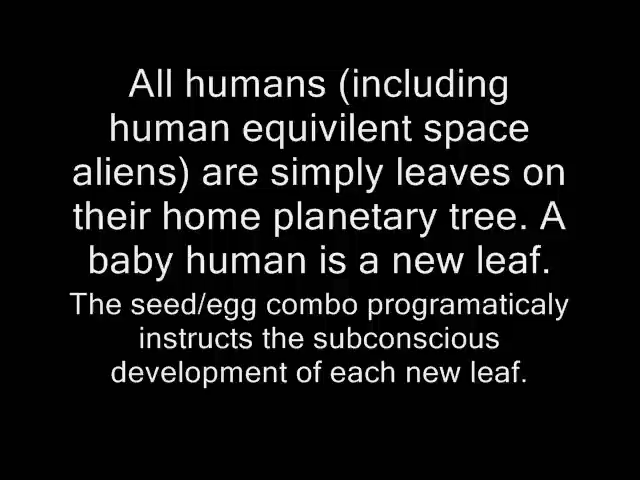 All humans (including
human equivilent space
aliens) are simply leaves on
their home planetary tree. A
baby human is a new leaf.
The seed/egg combo programaticaly
instructs the subconscious
development of each new leaf.